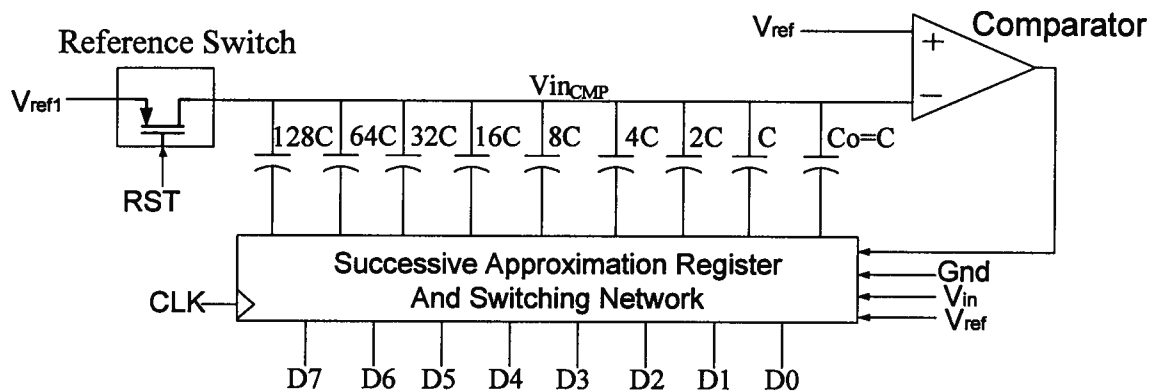 Reference Switch
Vref1
RST
VinCMP
Vref
Comparator
+
−
128C 64C 32C 16C 8C 4C 2C C Co=C
Successive Approximation Register
And Switching Network
CLK
Gnd
Vin
Vref
D7 D6 D5 D4 D3 D2 D1 D0